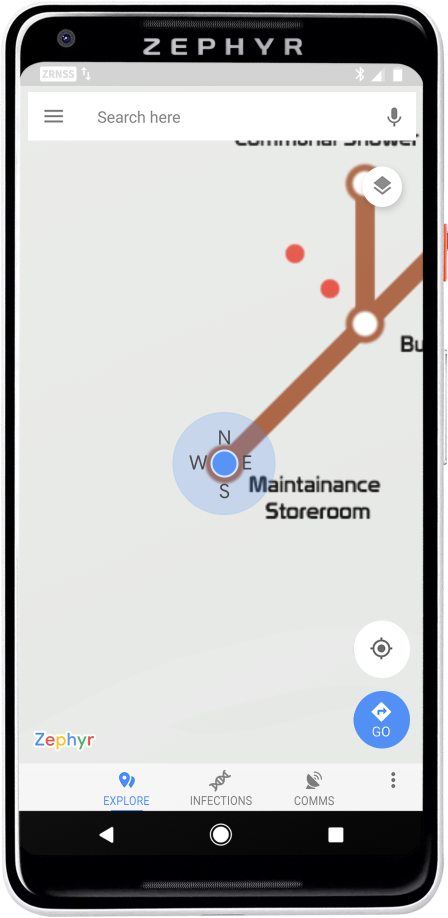 ZEPHYR
ZRNSS
Search here
Communal Shower
Bu
N
W E
S
Maintainance
Storeroom
GO
Zephyr
EXPLORE
INFECTIONS
COMMS